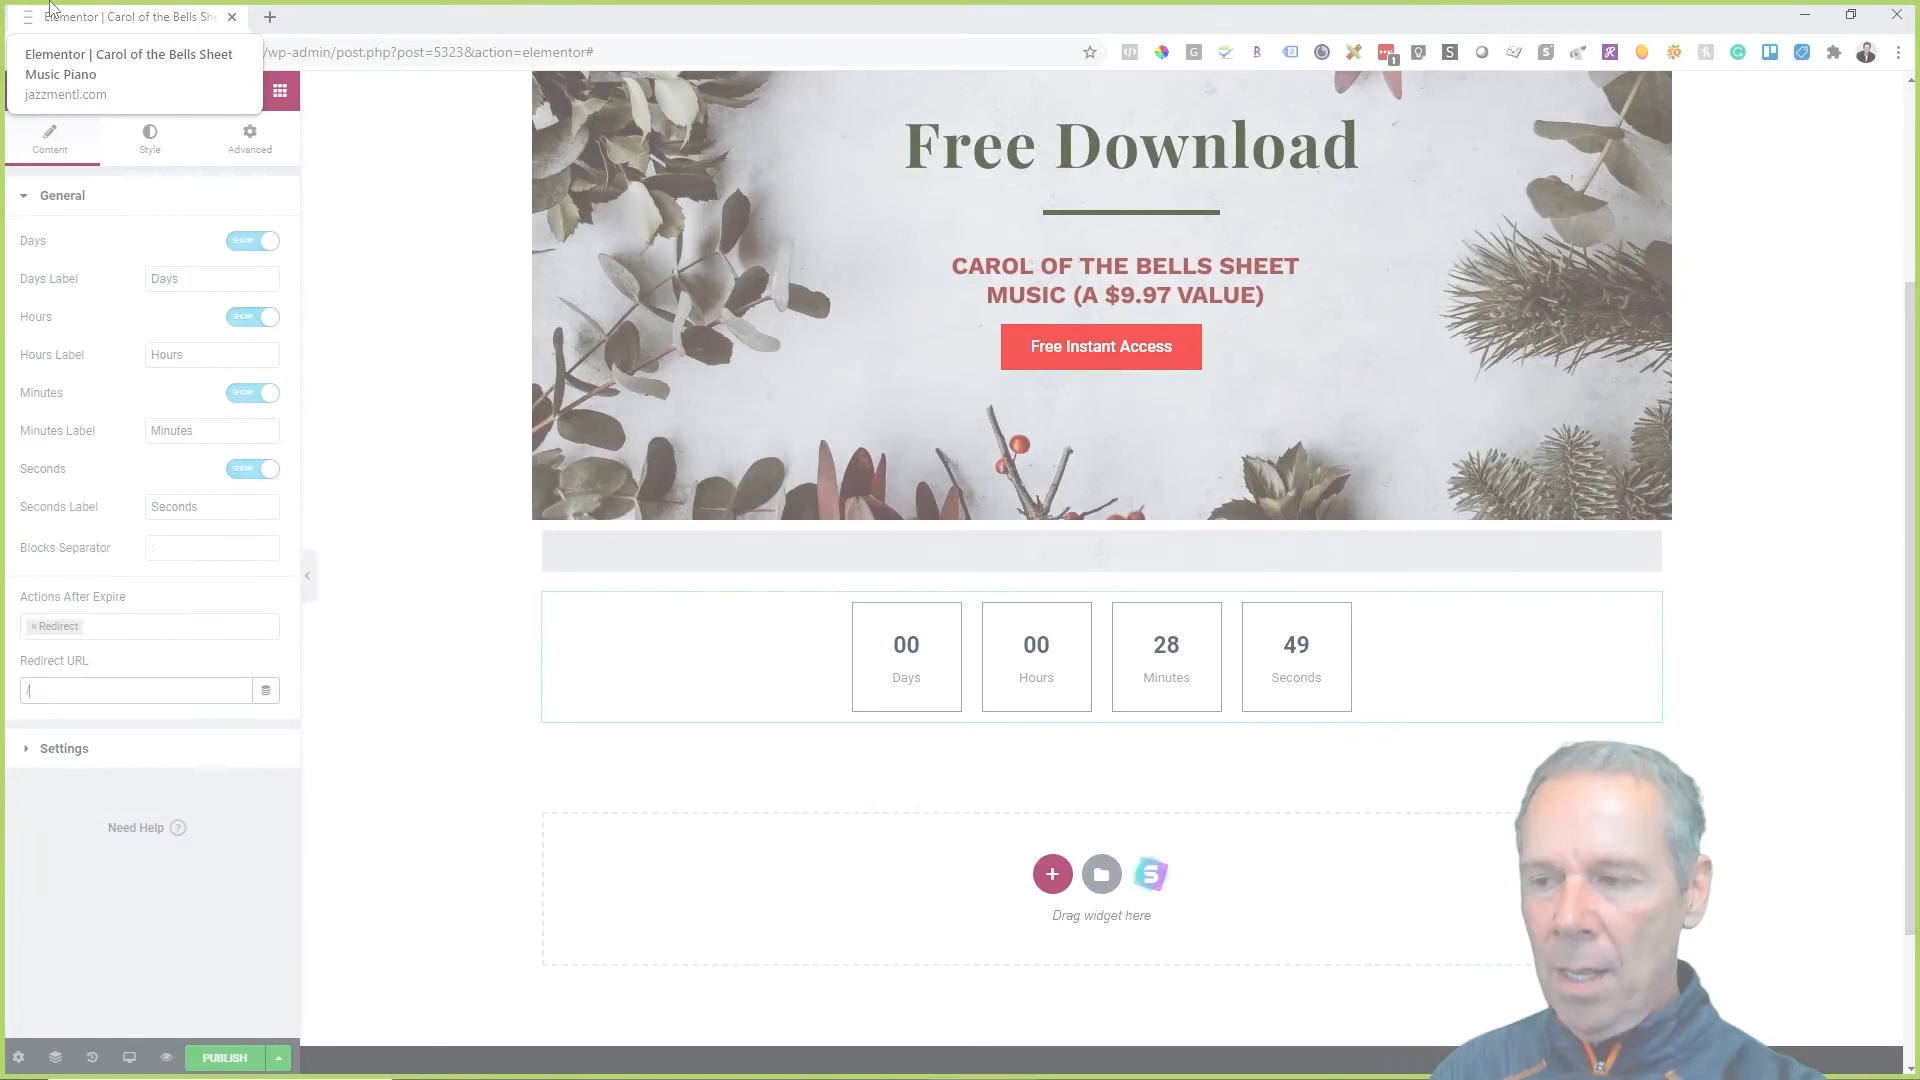 Elementor | Carol of the Bells She
/wp-admin/post.php?post=5323&action=elementor#
Elementor | Carol of the Bells Sheet
Music Piano
jazzmentl.com
Content
Style
Advanced
General
Days
SHOW
Days Label
Days
Hours
SHOW
Hours Label
Hours
Minutes
SHOW
Minutes Label
Minutes
Seconds
SHOW
Seconds Label
Seconds
Blocks Separator
:
Actions After Expire
× Redirect
Redirect URL
/
Settings
Need Help ?
PUBLISH
Free Download
CAROL OF THE BELLS SHEET
MUSIC (A $9.97 VALUE)
Free Instant Access
00
Days
00
Hours
28
Minutes
49
Seconds
Drag widget here